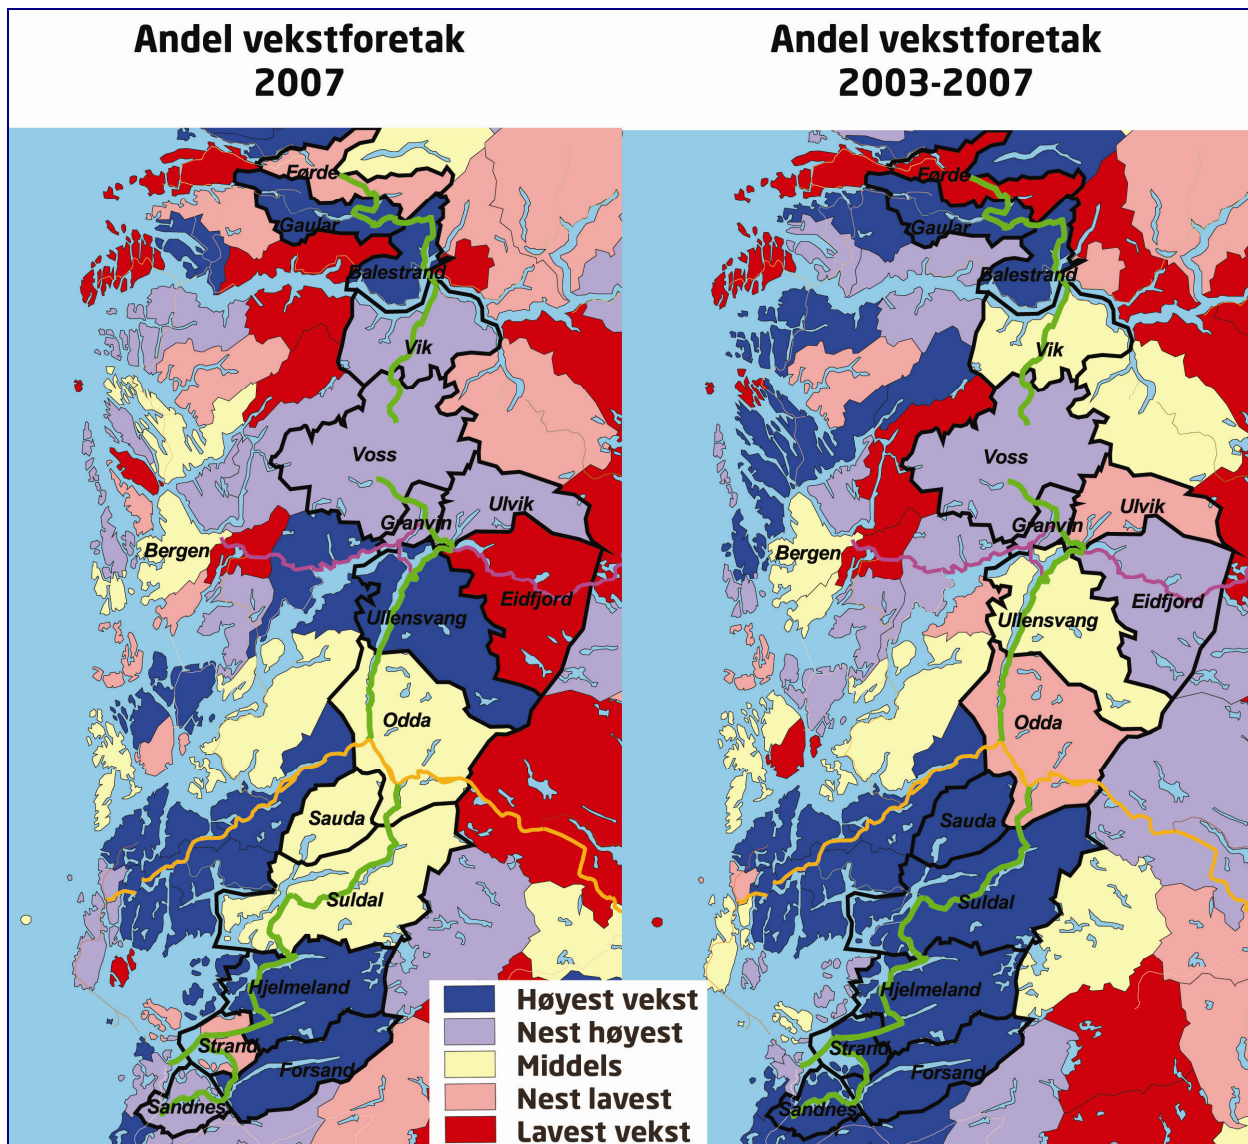 Andel vekstforetak
2007
Andel vekstforetak
2003-2007
Førde
Gaular
Balestrand
Vik
Voss
Ulvik
Granvin
Bergen
Eidfjord
Ullensvang
Odda
Sauda
Suldal
Hjelmeland
Strand
Forsand
Sandnes
Førde
Gaular
Balestrand
Vik
Voss
Ulvik
Granvin
Bergen
Eidfjord
Ullensvang
Odda
Sauda
Suldal
Hjelmeland
Strand
Forsand
Sandnes
Høyest vekst
Nest høyest
Middels
Nest lavest
Lavest vekst